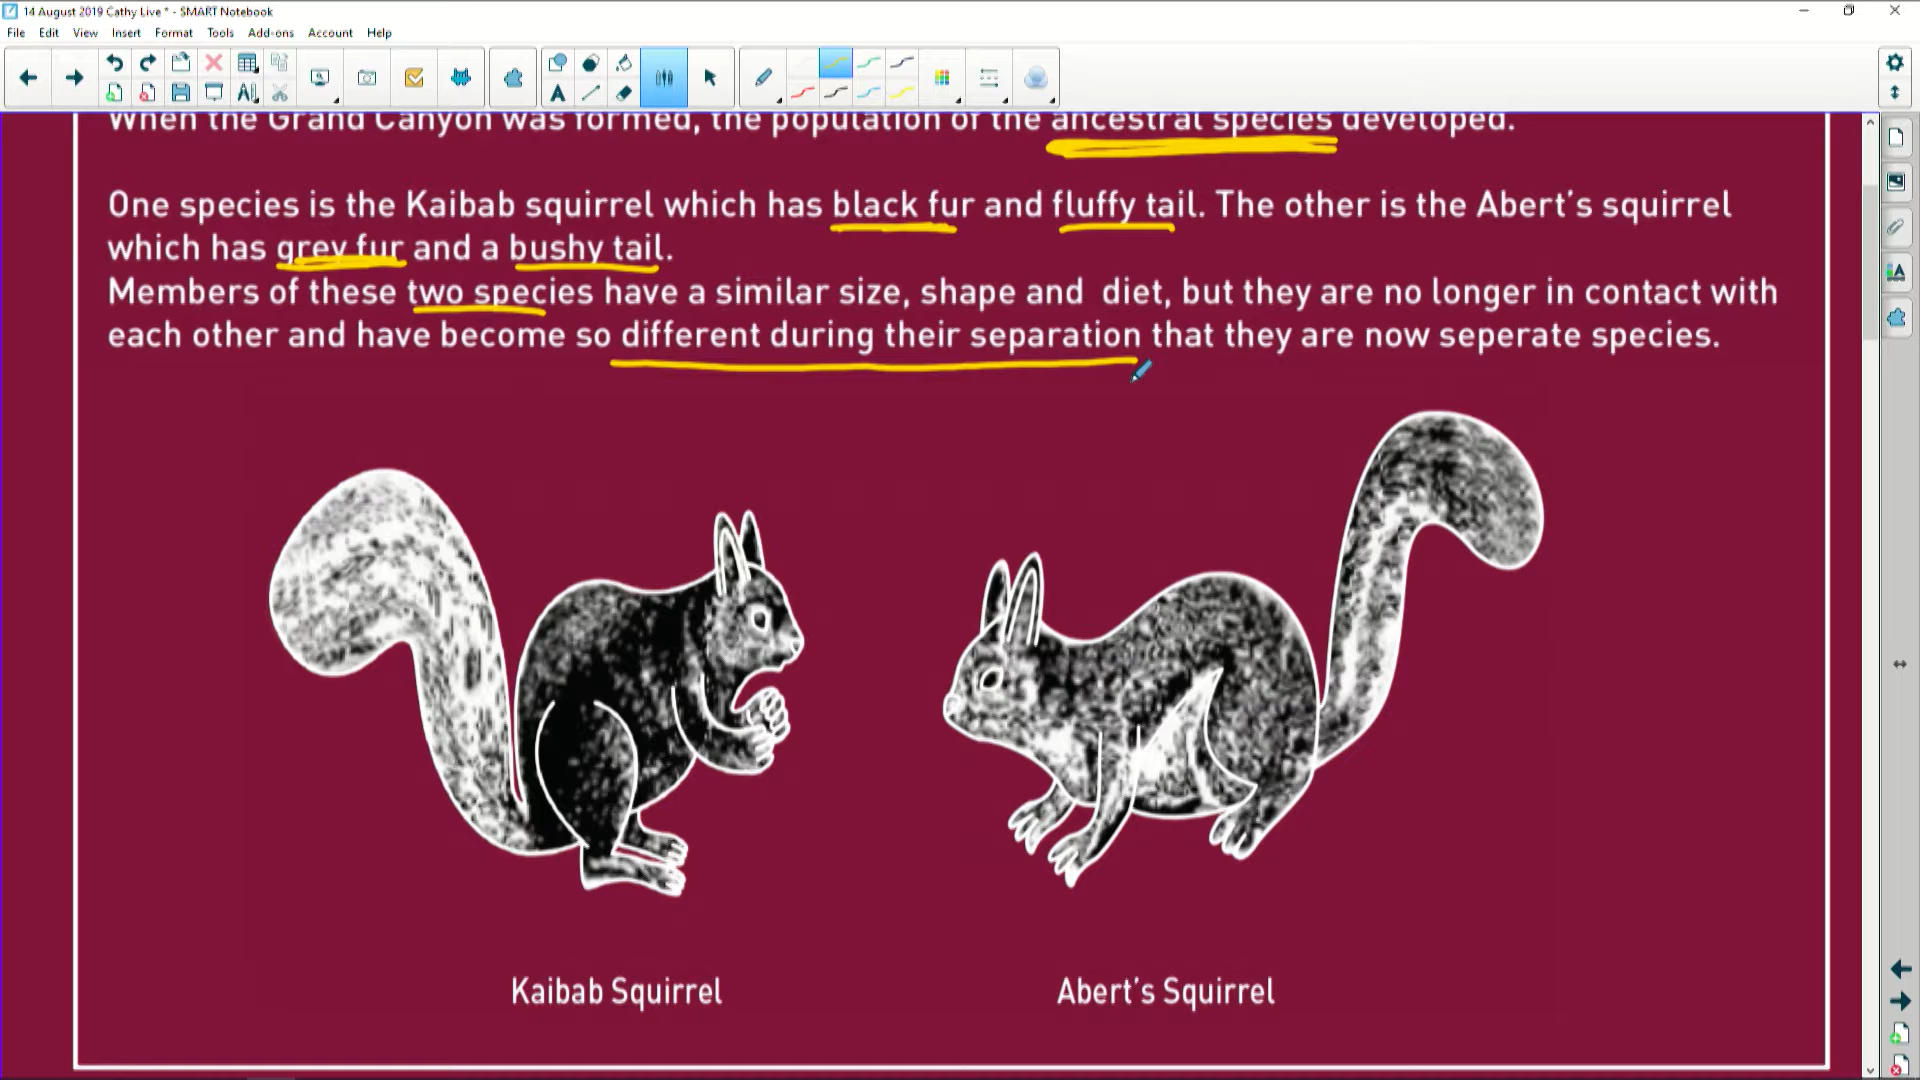 14 August 2019 Cathy Live * - SMART Notebook
File Edit View Insert Format Tools Add-ons Account Help
When the Grand Canyon was formed, the population of the ancestral species developed.
One species is the Kaibab squirrel which has black fur and fluffy tail. The other is the Abert's squirrel
which has grey fur and a bushy tail.
Members of these two species have a similar size, shape and diet, but they are no longer in contact with
each other and have become so different during their separation that they are now seperate species.
Kaibab Squirrel
Abert's Squirrel